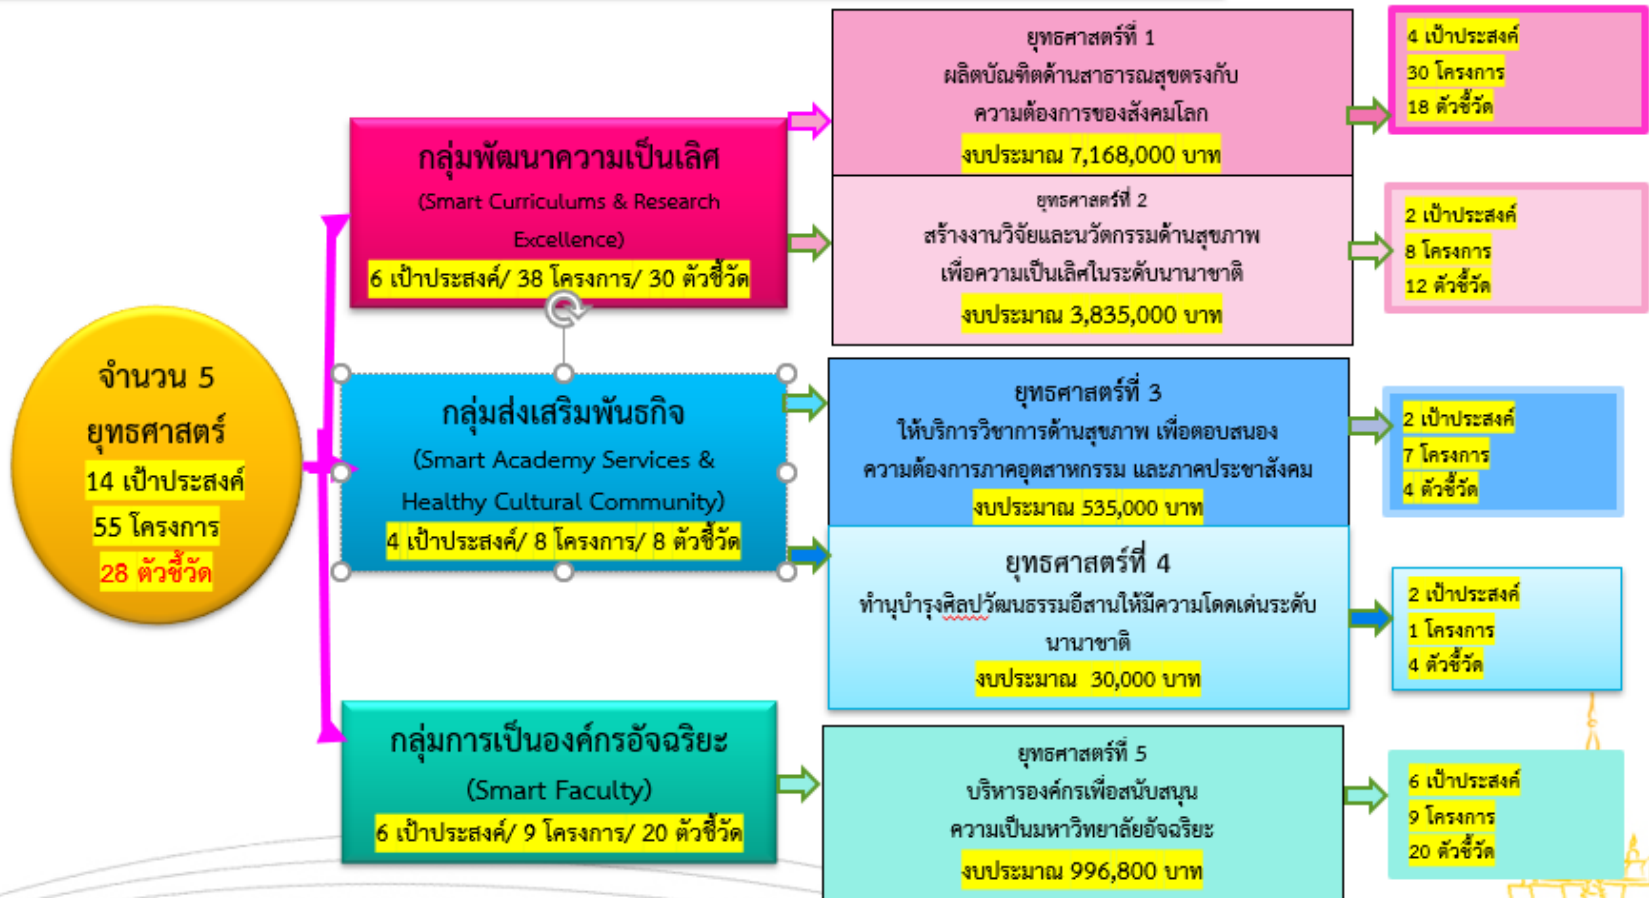 จำนวน 5
ยุทธศาสตร์
14 เป้าประสงค์
55 โครงการ
28 ตัวชี้วัด
กลุ่มพัฒนาความเป็นเลิศ
(Smart Curriculums & Research
Excellence)
6 เป้าประสงค์/ 38 โครงการ/ 30 ตัวชี้วัด
ยุทธศาสตร์ที่ 1
ผลิตบัณฑิตด้านสาธารณสุขตรงกับ
ความต้องการของสังคมโลก
งบประมาณ 7,168,000 บาท
4 เป้าประสงค์
30 โครงการ
18 ตัวชี้วัด
ยุทธศาสตร์ที่ 2
สร้างงานวิจัยและนวัตกรรมด้านสุขภาพ
เพื่อความเป็นเลิศในระดับนานาชาติ
งบประมาณ 3,835,000 บาท
2 เป้าประสงค์
8 โครงการ
12 ตัวชี้วัด
กลุ่มส่งเสริมพันธกิจ
(Smart Academy Services &
Healthy Cultural Community)
4 เป้าประสงค์/ 8 โครงการ/ 8 ตัวชี้วัด
ยุทธศาสตร์ที่ 3
ให้บริการวิชาการด้านสุขภาพ เพื่อตอบสนอง
ความต้องการภาคอุตสาหกรรม และภาคประชาสังคม
งบประมาณ 535,000 บาท
2 เป้าประสงค์
7 โครงการ
4 ตัวชี้วัด
ยุทธศาสตร์ที่ 4
ทำนุบำรุงศิลปวัฒนธรรมอีสานให้มีความโดดเด่นระดับ
นานาชาติ
งบประมาณ 30,000 บาท
2 เป้าประสงค์
1 โครงการ
4 ตัวชี้วัด
กลุ่มการเป็นองค์กรอัจฉริยะ
(Smart Faculty)
6 เป้าประสงค์/ 9 โครงการ/ 20 ตัวชี้วัด
ยุทธศาสตร์ที่ 5
บริหารองค์กรเพื่อสนับสนุน
ความเป็นมหาวิทยาลัยอัจฉริยะ
งบประมาณ 996,800 บาท
6 เป้าประสงค์
9 โครงการ
20 ตัวชี้วัด